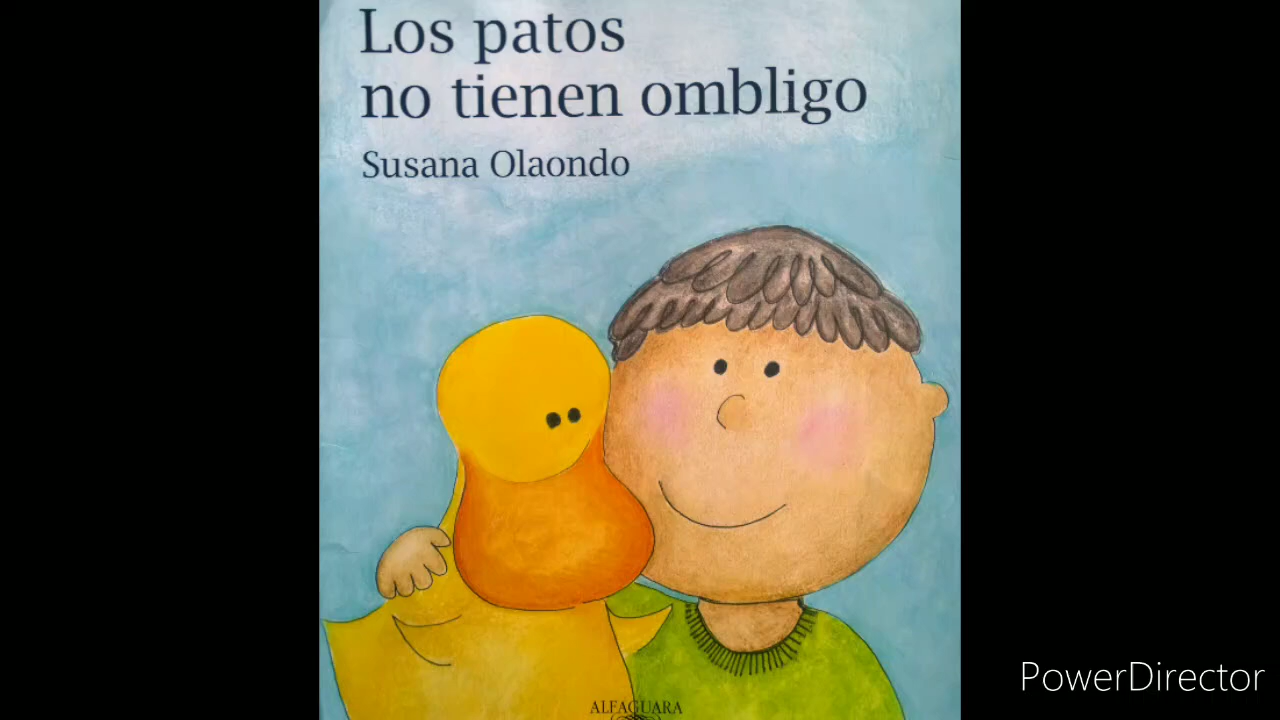 Los patos
no tienen ombligo
Susana Olaondo
ALFAGUARA
PowerDirector